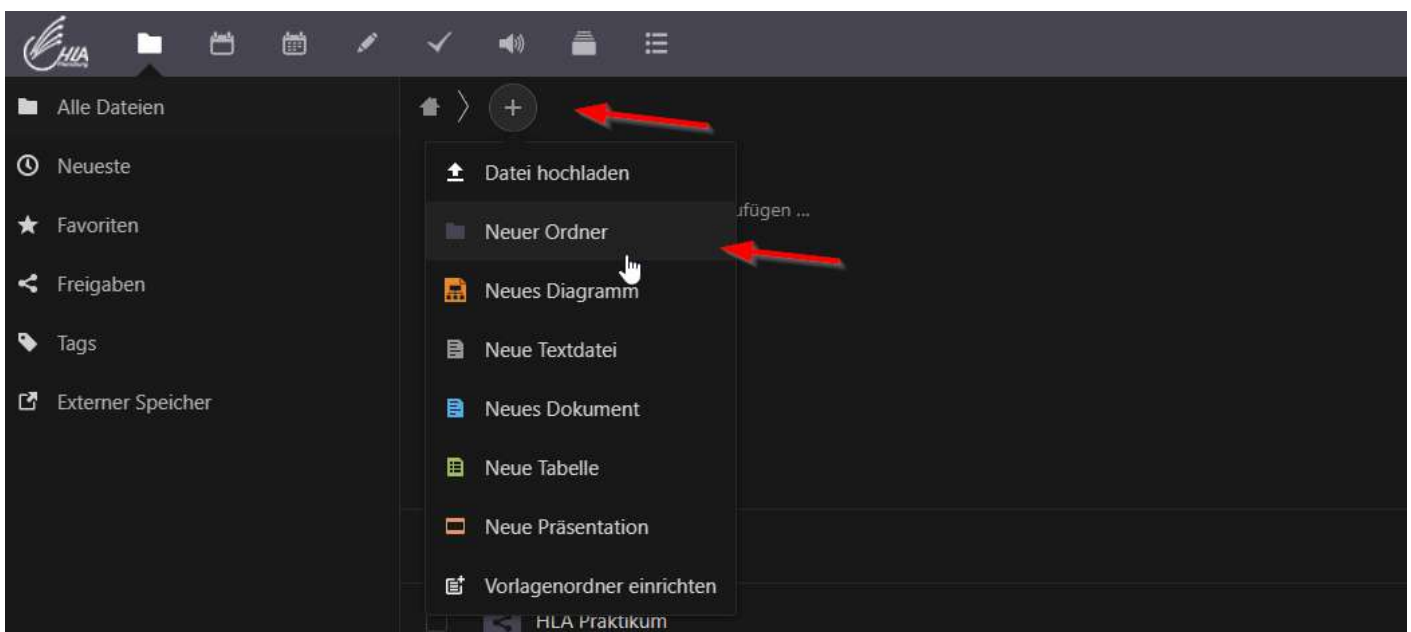 HLA
Alle Dateien
Neueste
Favoriten
Freigaben
Tags
Externer Speicher
+
Datei hochladen
ufügen ...
Neuer Ordner
Neues Diagramm
Neue Textdatei
Neues Dokument
Neue Tabelle
Neue Präsentation
Vorlagenordner einrichten
HLA Praktikum